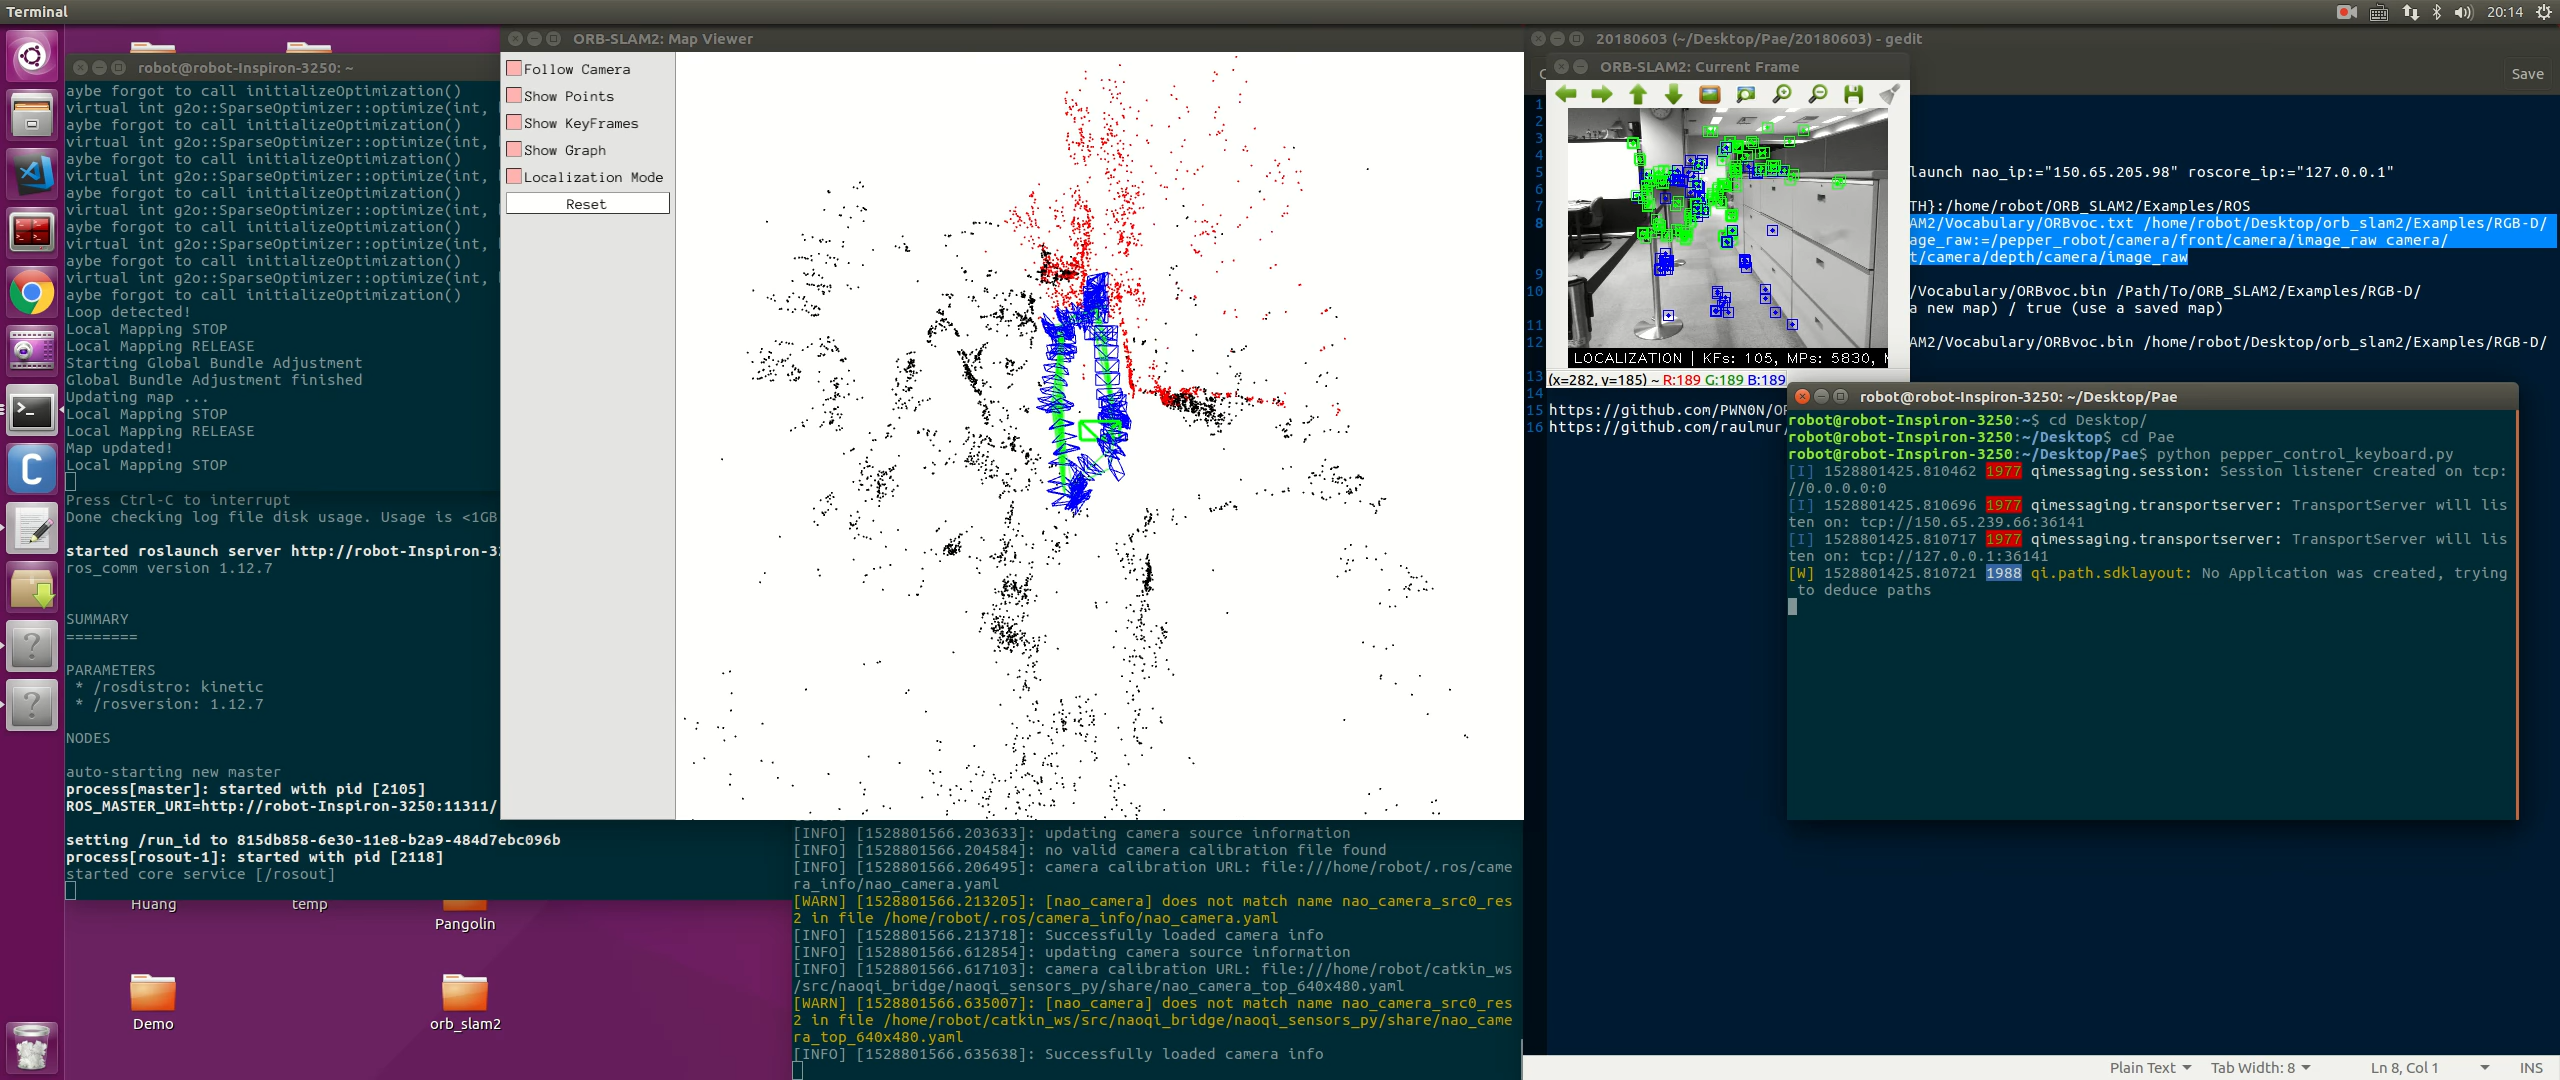 Terminal
20:14
robot@robot-Inspiron-3250: ~
aybe forgot to call initializeOptimization()
virtual int g2o::SparseOptimizer::optimize(int,
aybe forgot to call initializeOptimization()
virtual int g2o::SparseOptimizer::optimize(int,
aybe forgot to call initializeOptimization()
virtual int g2o::SparseOptimizer::optimize(int,
aybe forgot to call initializeOptimization()
virtual int g2o::SparseOptimizer::optimize(int,
aybe forgot to call initializeOptimization()
virtual int g2o::SparseOptimizer::optimize(int,
aybe forgot to call initializeOptimization()
virtual int g2o::SparseOptimizer::optimize(int,
aybe forgot to call initializeOptimization()
Loop detected!
Local Mapping STOP
Local Mapping RELEASE
Starting Global Bundle Adjustment
Global Bundle Adjustment finished
Updating map ...
Local Mapping STOP
Local Mapping RELEASE
Map updated!
Local Mapping STOP
Press Ctrl-C to interrupt
Done checking log file disk usage. Usage is <1GB
started roslaunch server http://robot-Inspiron-3
ros_comm version 1.12.7
SUMMARY
========
PARAMETERS
* /rosdistro: kinetic
* /rosversion: 1.12.7
NODES
auto-starting new master
process[master]: started with pid [2105]
ROS_MASTER_URI=http://robot-Inspiron-3250:11311/
setting /run_id to 815db858-6e30-11e8-b2a9-484d7ebc096b
process[rosout-1]: started with pid [2118]
started core service [/rosout]
Huang
temp
Pangolin
Demo
orb_slam2
ORB-SLAM2: Map Viewer
Follow Camera
Show Points
Show KeyFrames
Show Graph
Localization Mode
Reset
[INFO] [1528801566.203633]: updating camera source information
[INFO] [1528801566.204584]: no valid camera calibration file found
[INFO] [1528801566.206495]: camera calibration URL: file:///home/robot/.ros/came
ra_info/nao_camera.yaml
[WARN] [1528801566.213205]: [nao_camera] does not match name nao_camera_src0_res
2 in file /home/robot/.ros/camera_info/nao_camera.yaml
[INFO] [1528801566.213718]: Successfully loaded camera info
[INFO] [1528801566.612854]: updating camera source information
[INFO] [1528801566.617103]: camera calibration URL: file:///home/robot/catkin_ws
/src/naoqi_bridge/naoqi_sensors_py/share/nao_camera_top_640x480.yaml
[WARN] [1528801566.635007]: [nao_camera] does not match name nao_camera_src0_res
2 in file /home/robot/catkin_ws/src/naoqi_bridge/naoqi_sensors_py/share/nao_came
ra_top_640x480.yaml
[INFO] [1528801566.635638]: Successfully loaded camera info
20180603 (~/Desktop/Pae/20180603) - gedit
Save
ORB-SLAM2: Current Frame
LOCALIZATION | KFs: 105, MPs: 5830,
(x=282, y=185) ~ R:189 G:189 B:189
1
2
3
4
5 launch nao_ip:="150.65.205.98" roscore_ip:="127.0.0.1"
6
7 TH}:/home/robot/ORB_SLAM2/Examples/ROS
8 AM2/Vocabulary/ORBvoc.txt /home/robot/Desktop/orb_slam2/Examples/RGB-D/
age_raw:=/pepper_robot/camera/front/camera/image_raw camera/
t/camera/depth/camera/image_raw
9
10 /Vocabulary/ORBvoc.bin /Path/To/ORB_SLAM2/Examples/RGB-D/
a new map) / true (use a saved map)
11
12 AM2/Vocabulary/ORBvoc.bin /home/robot/Desktop/orb_slam2/Examples/RGB-D/
13
14
15 https://github.com/PWN0N/OR
16 https://github.com/raulmur/
robot@robot-Inspiron-3250: ~/Desktop/Pae
robot@robot-Inspiron-3250:~$ cd Desktop/
robot@robot-Inspiron-3250:~/Desktop$ cd Pae
robot@robot-Inspiron-3250:~/Desktop/Pae$ python pepper_control_keyboard.py
[I] 1528801425.810462 1977 qimessaging.session: Session listener created on tcp:
//0.0.0.0:0
[I] 1528801425.810696 1977 qimessaging.transportserver: TransportServer will lis
ten on: tcp://150.65.239.66:36141
[I] 1528801425.810717 1977 qimessaging.transportserver: TransportServer will lis
ten on: tcp://127.0.0.1:36141
[W] 1528801425.810721 1988 qi.path.sdklayout: No Application was created, trying
to deduce paths
Plain Text
Tab Width: 8
Ln 8, Col 1
INS